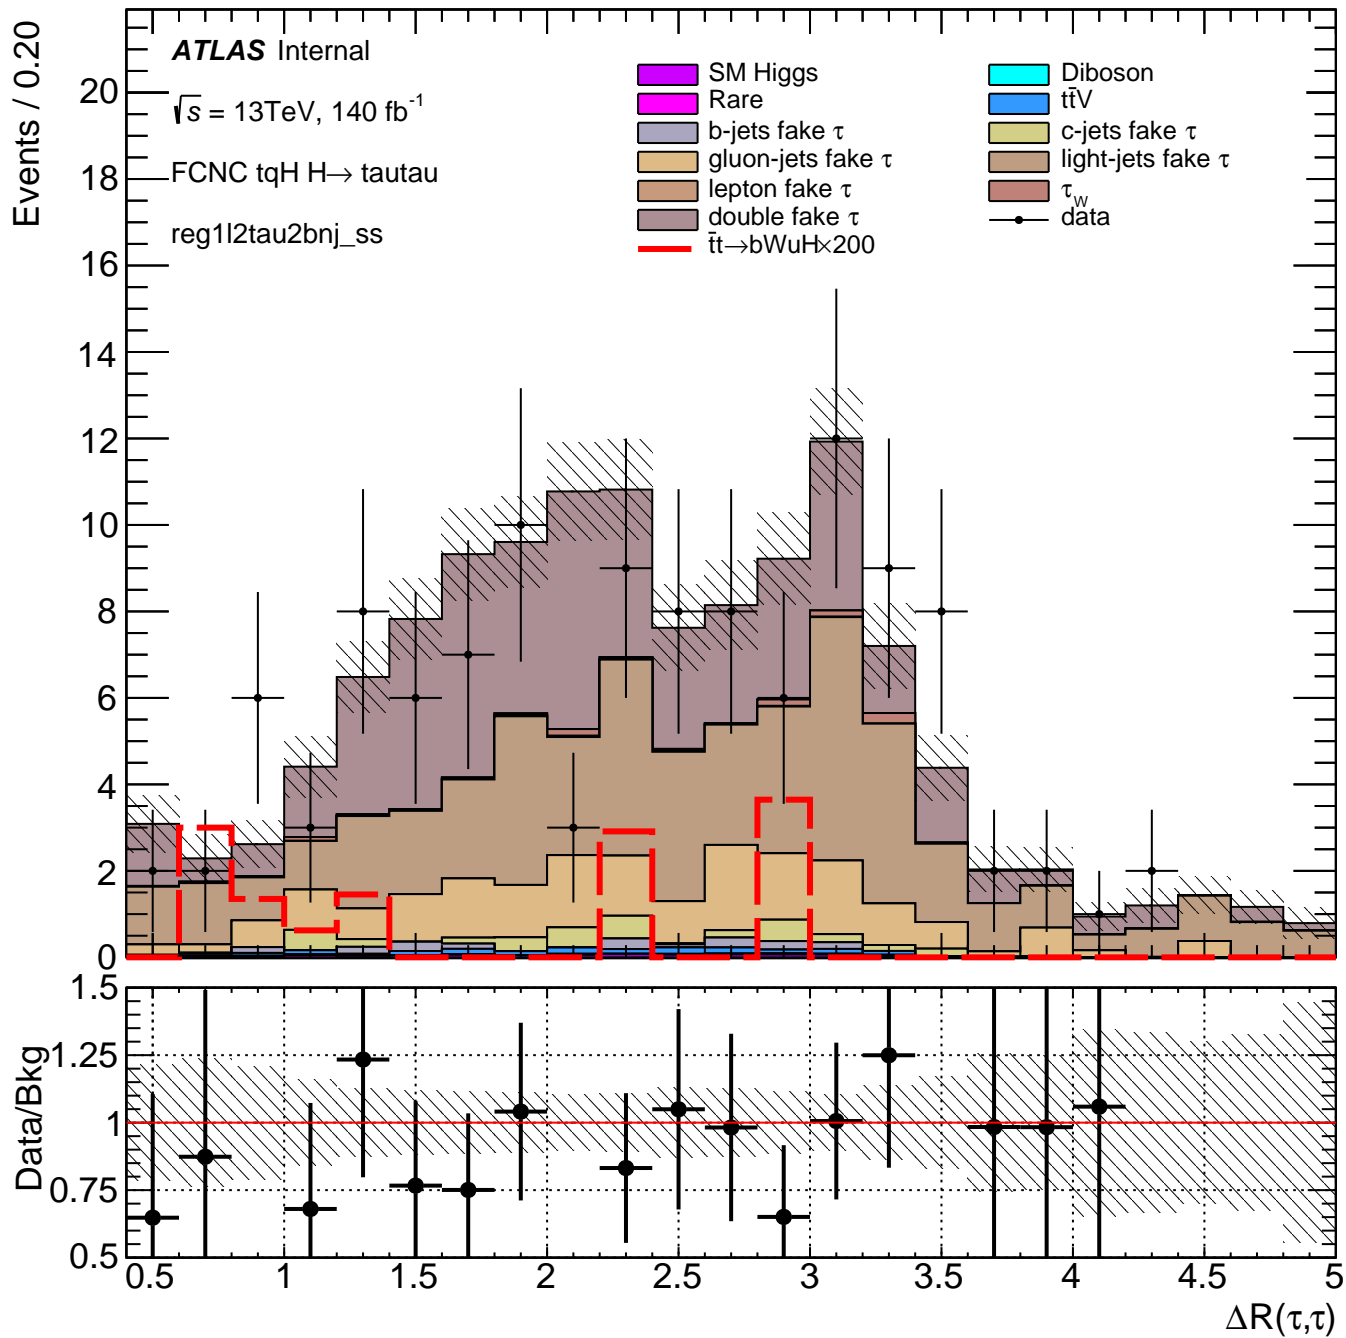 Events / 0.20
20
18
16
14
12
10
8
6
4
2
0
ATLAS Internal
√s = 13TeV, 140 fb⁻¹
FCNC tqH H→ tautau
reg1l2tau2bnj_ss
SM Higgs
Rare
b-jets fake τ
gluon-jets fake τ
lepton fake τ
double fake τ
t̄t→bWuH×200
Diboson
tt̄V
c-jets fake τ
light-jets fake τ
τ_W
data
Data/Bkg
1.5
1.25
1
0.75
0.5
0.5 1 1.5 2 2.5 3 3.5 4 4.5 5
ΔR(τ,τ)